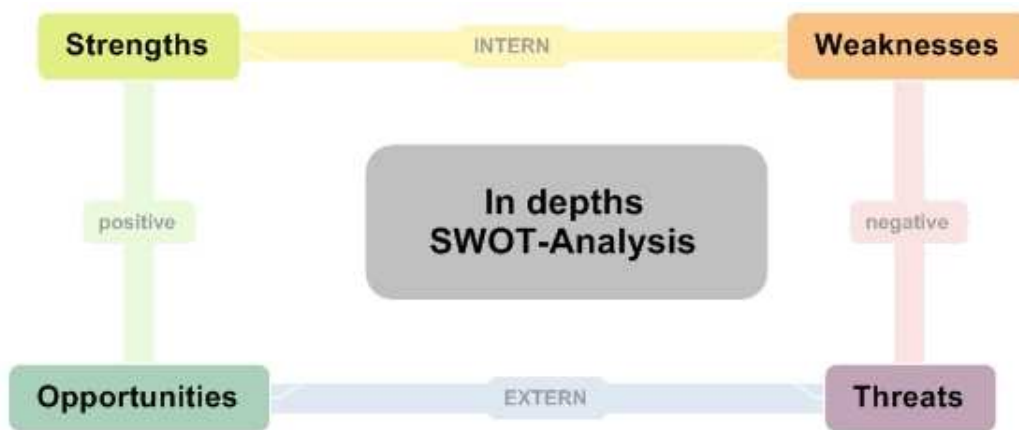 Strengths
INTERN
Weaknesses
positive
In depths
SWOT-Analysis
negative
Opportunities
EXTERN
Threats